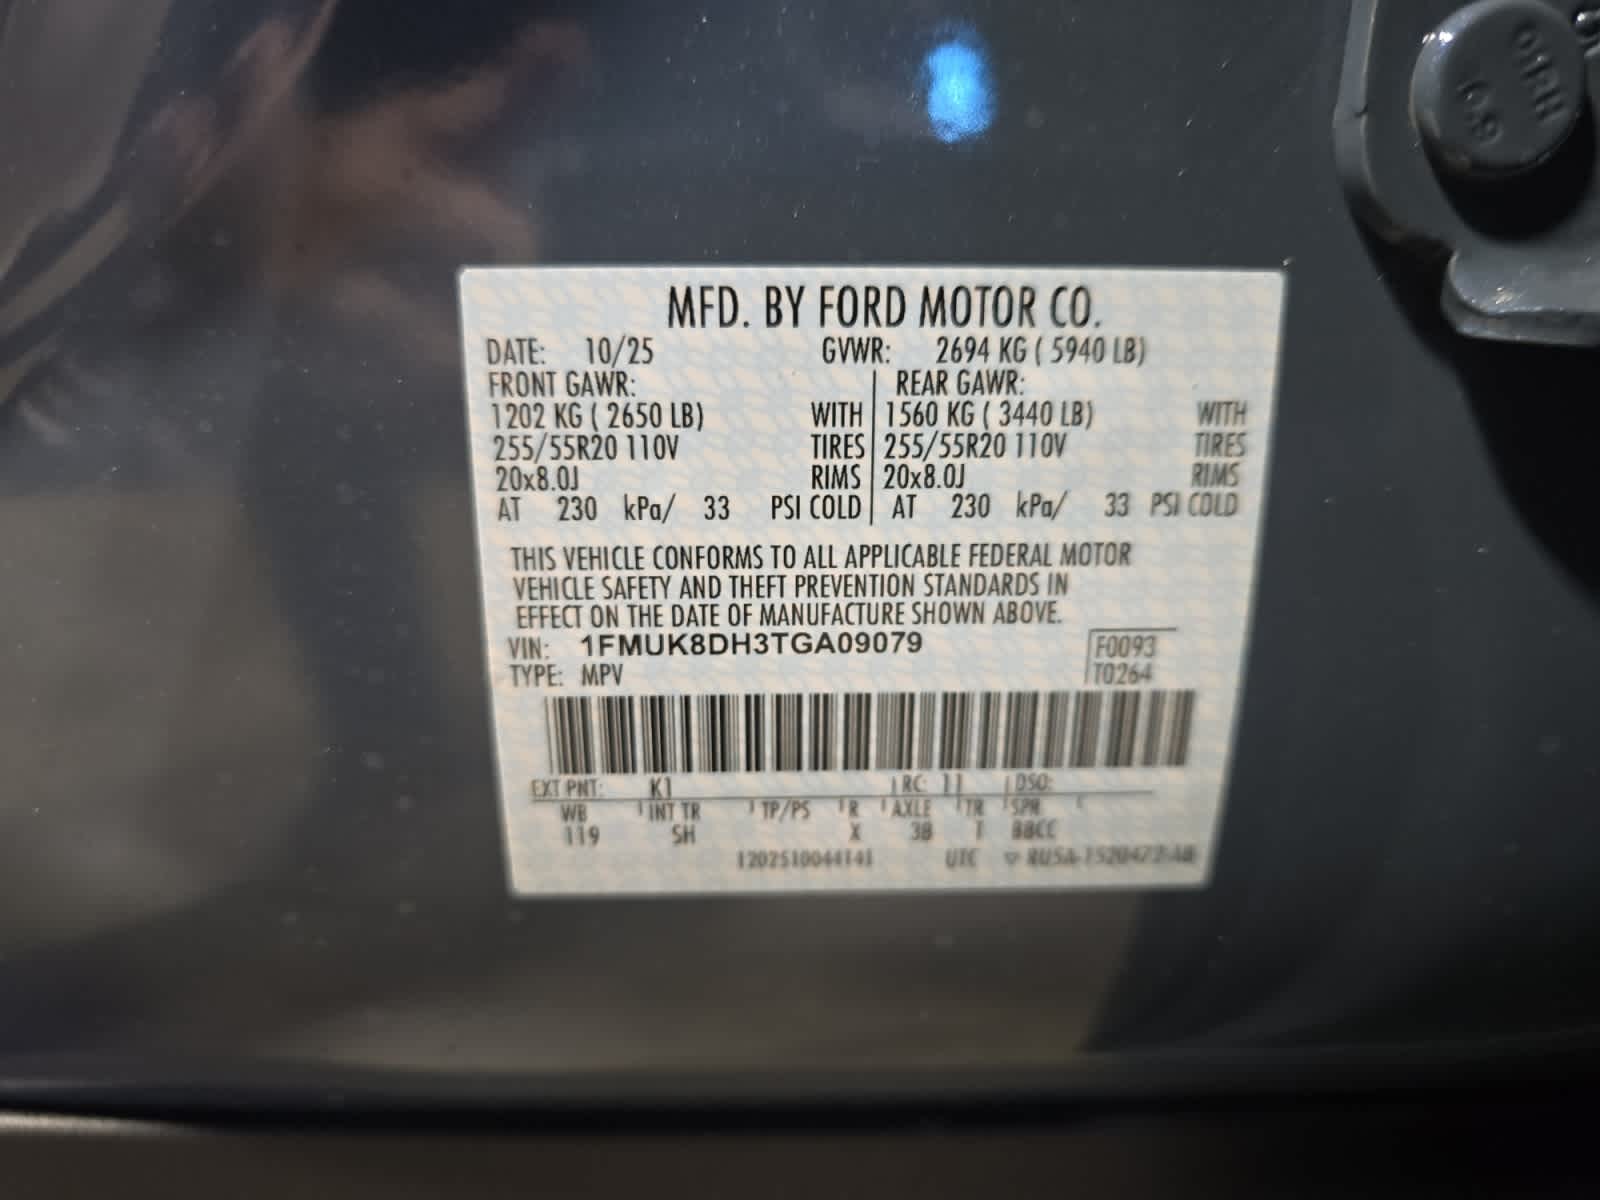 MFD. BY FORD MOTOR CO.
DATE: 10/25 GVWR: 2694 KG ( 5940 LB)
FRONT GAWR: REAR GAWR:
1202 KG ( 2650 LB) WITH 1560 KG ( 3440 LB) WITH
255/55R20 110V TIRES 255/55R20 110V TIRES
20x8.0J RIMS 20x8.0J RIMS
AT 230 kPa/ 33 PSI COLD AT 230 kPa/ 33 PSI COLD
THIS VEHICLE CONFORMS TO ALL APPLICABLE FEDERAL MOTOR
VEHICLE SAFETY AND THEFT PREVENTION STANDARDS IN
EFFECT ON THE DATE OF MANUFACTURE SHOWN ABOVE.
VIN: 1FMUK8DH3TGA09079 F0093
TYPE: MPV T0264
EXT PNT: K1 RC: 11 DSO:
WB INT TR TP/PS R AXLE TR SPR
119 SH X 3B T BBCC
1202510044141 UTC